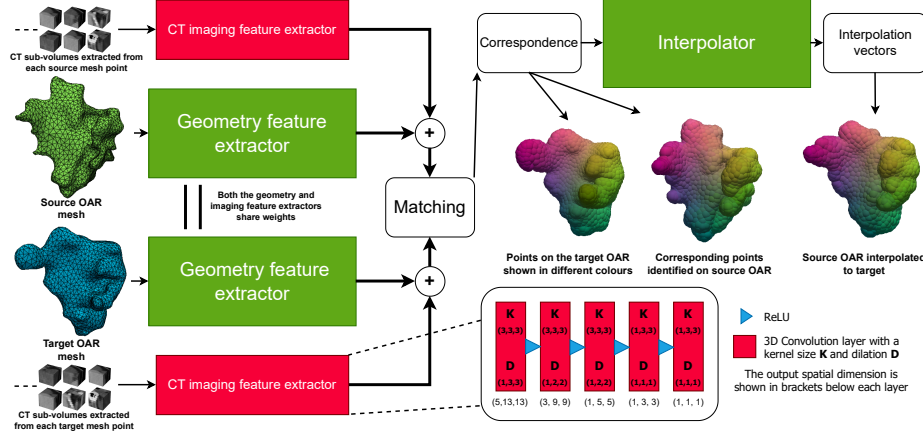 CT sub-volumes extracted from
each source mesh point
CT imaging feature extractor
Correspondence
Interpolator
Interpolation
vectors
Geometry feature
extractor
+
Source OAR
mesh
Both the geometry and
imaging feature extractors
share weights
Matching
Geometry feature
extractor
+
Target OAR
mesh
Points on the target OAR
shown in different colours
Corresponding points
identified on source OAR
Source OAR interpolated
to target
CT imaging feature extractor
CT sub-volumes extracted
from each target mesh point
K K K K K
(3,3,3) (3,3,3) (3,3,3) (1,3,3) (1,3,3)
D D D D D
(1,3,3) (1,2,2) (1,2,2) (1,1,1) (1,1,1)
(5,13,13) (3, 9, 9) (1, 5, 5) (1, 3, 3) (1, 1, 1)
ReLU
3D Convolution layer with a
kernel size K and dilation D
The output spatial dimension is
shown in brackets below each layer